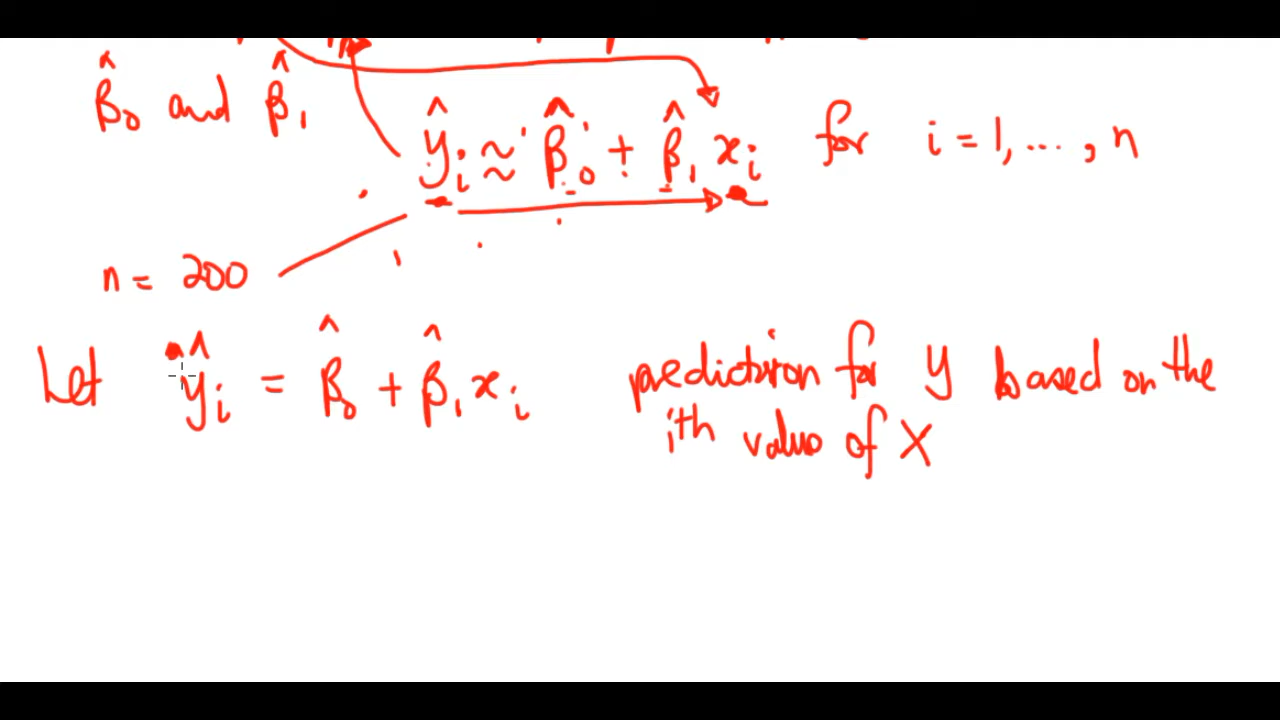 β̂₀ and β̂₁
ŷᵢ ≈ β̂₀ + β̂₁ xᵢ for i = 1, ..., n
n = 200
Let ŷᵢ = β̂₀ + β̂₁ xᵢ prediction for Y based on the
ith value of X